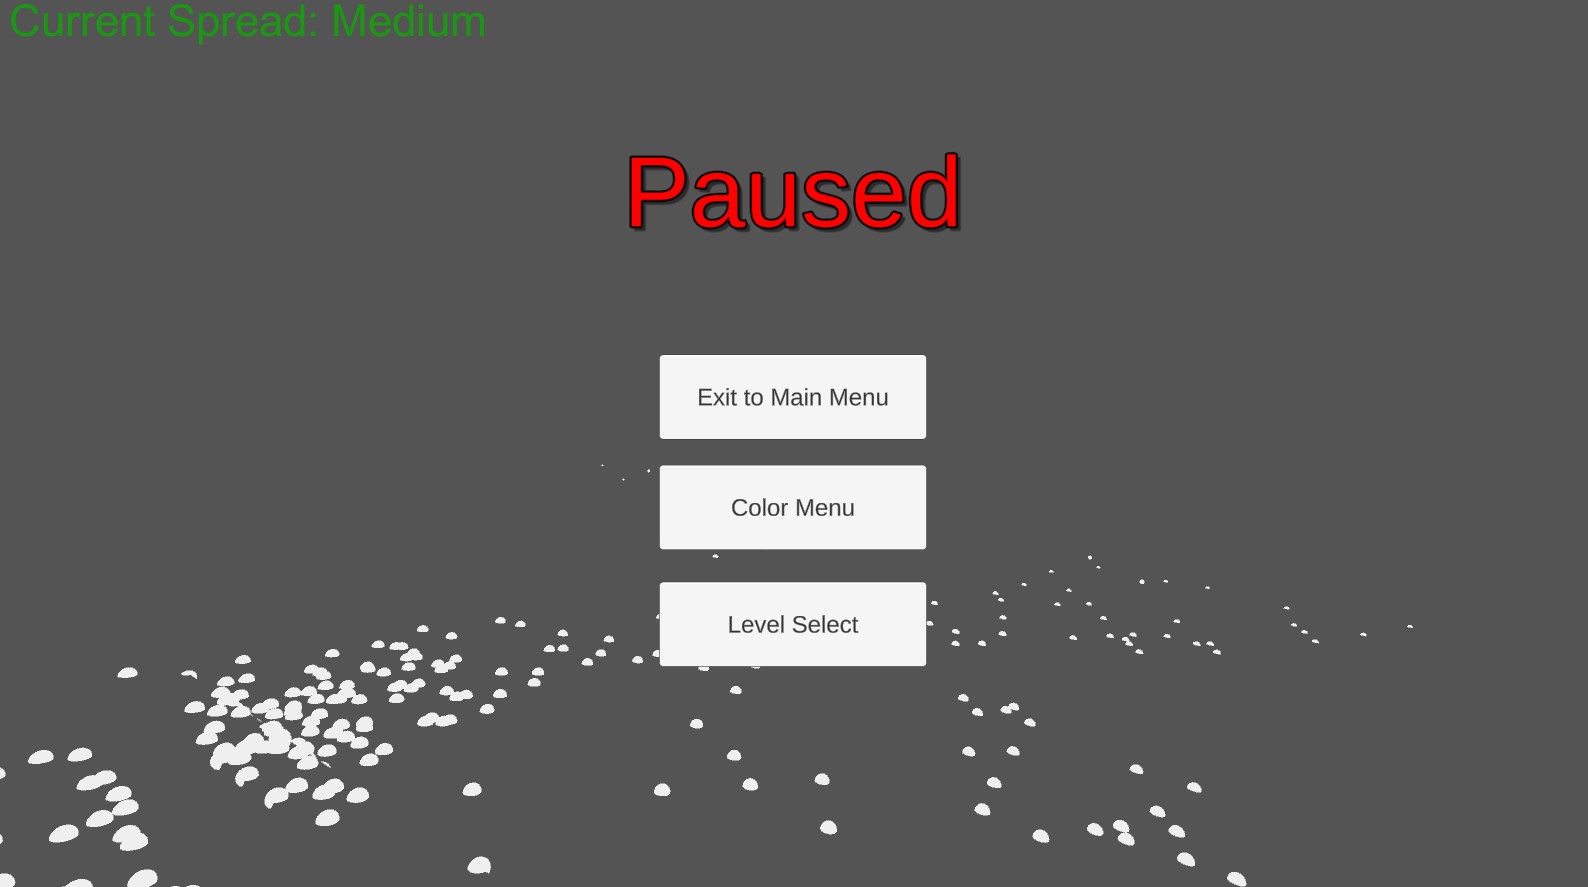 Current Spread: Medium
Paused
Exit to Main Menu
Color Menu
Level Select